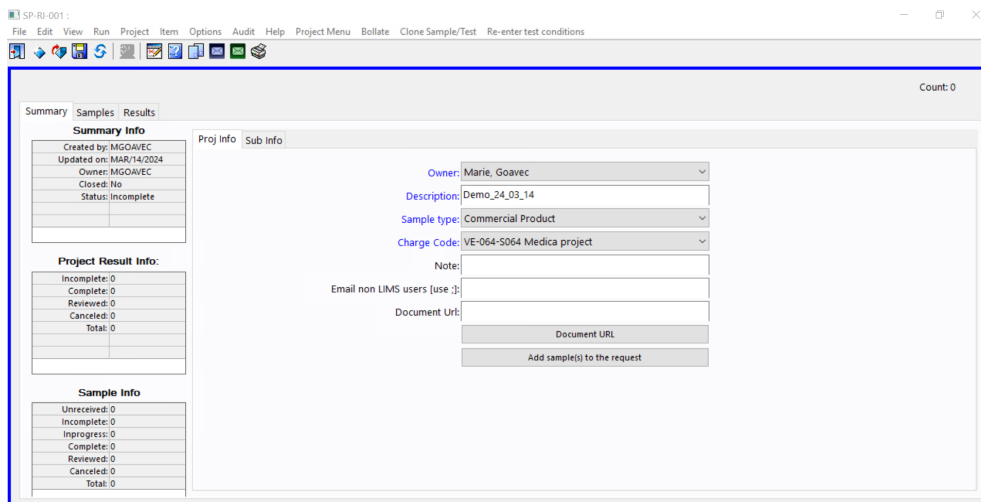 SP-RI-001 :
File Edit View Run Project Item Options Audit Help Project Menu Bollate Clone Sample/Test Re-enter test conditions
Count: 0
Summary Samples Results
Summary Info
Created by: MGOAVEC
Updated on: MAR/14/2024
Owner: MGOAVEC
Closed: No
Status: Incomplete
Project Result Info:
Incomplete: 0
Complete: 0
Reviewed: 0
Canceled: 0
Total: 0
Sample Info
Unreceived: 0
Incomplete: 0
Inprogress: 0
Complete: 0
Reviewed: 0
Canceled: 0
Total: 0
Proj Info Sub Info
Owner: Marie, Goavec
Description: Demo_24_03_14
Sample type: Commercial Product
Charge Code: VE-064-S064 Medica project
Note:
Email non LIMS users [use ;]:
Document Url:
Document URL
Add sample(s) to the request